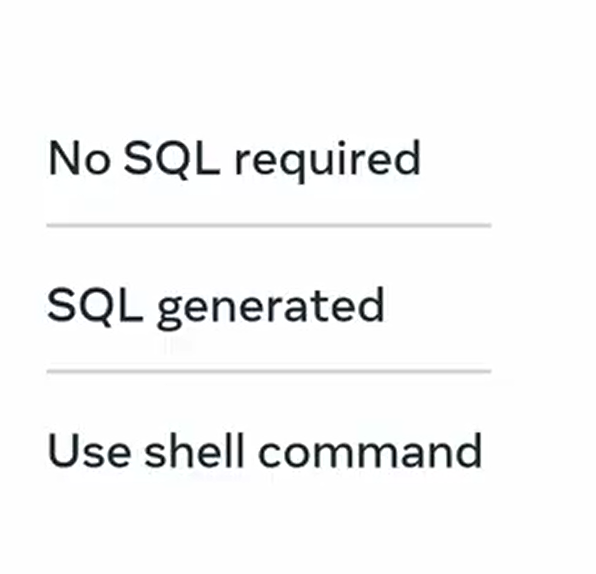 No SQL required
SQL generated
Use shell command